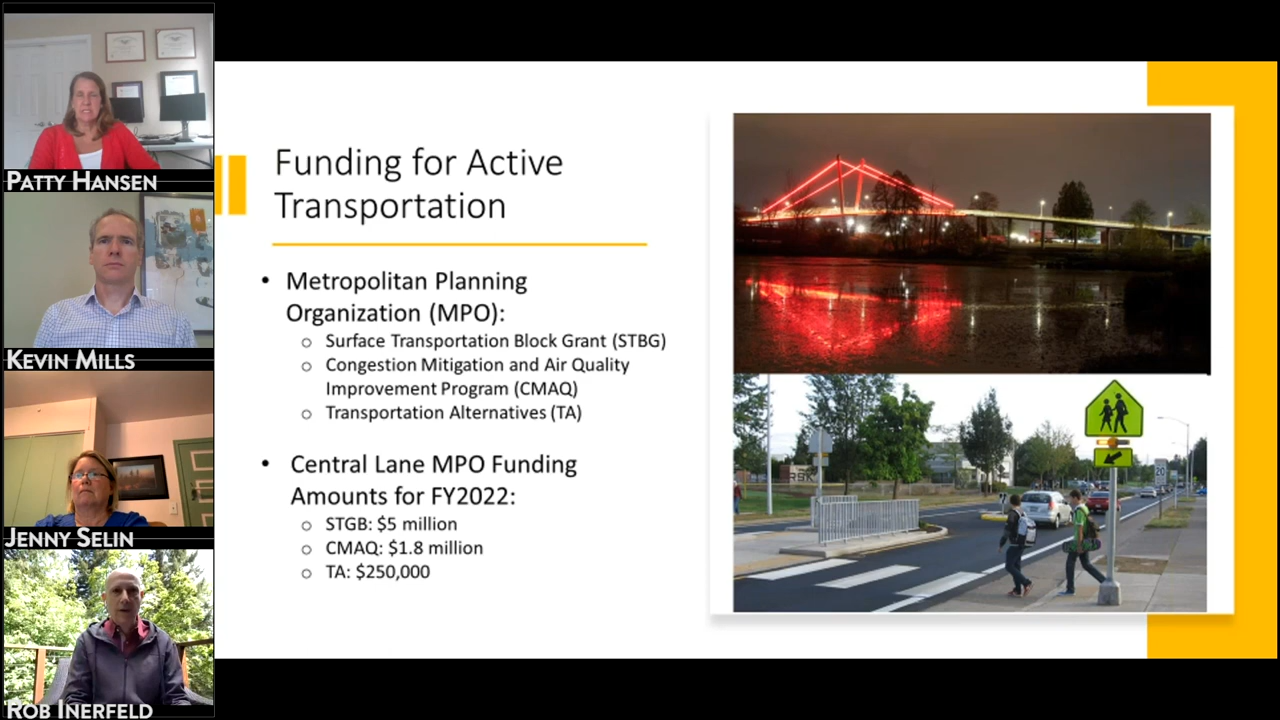 PATTY HANSEN
KEVIN MILLS
JENNY SELIN
ROB INERFELD
Funding for Active
Transportation
• Metropolitan Planning
Organization (MPO):
o Surface Transportation Block Grant (STBG)
o Congestion Mitigation and Air Quality
Improvement Program (CMAQ)
o Transportation Alternatives (TA)
• Central Lane MPO Funding
Amounts for FY2022:
o STGB: $5 million
o CMAQ: $1.8 million
o TA: $250,000
20